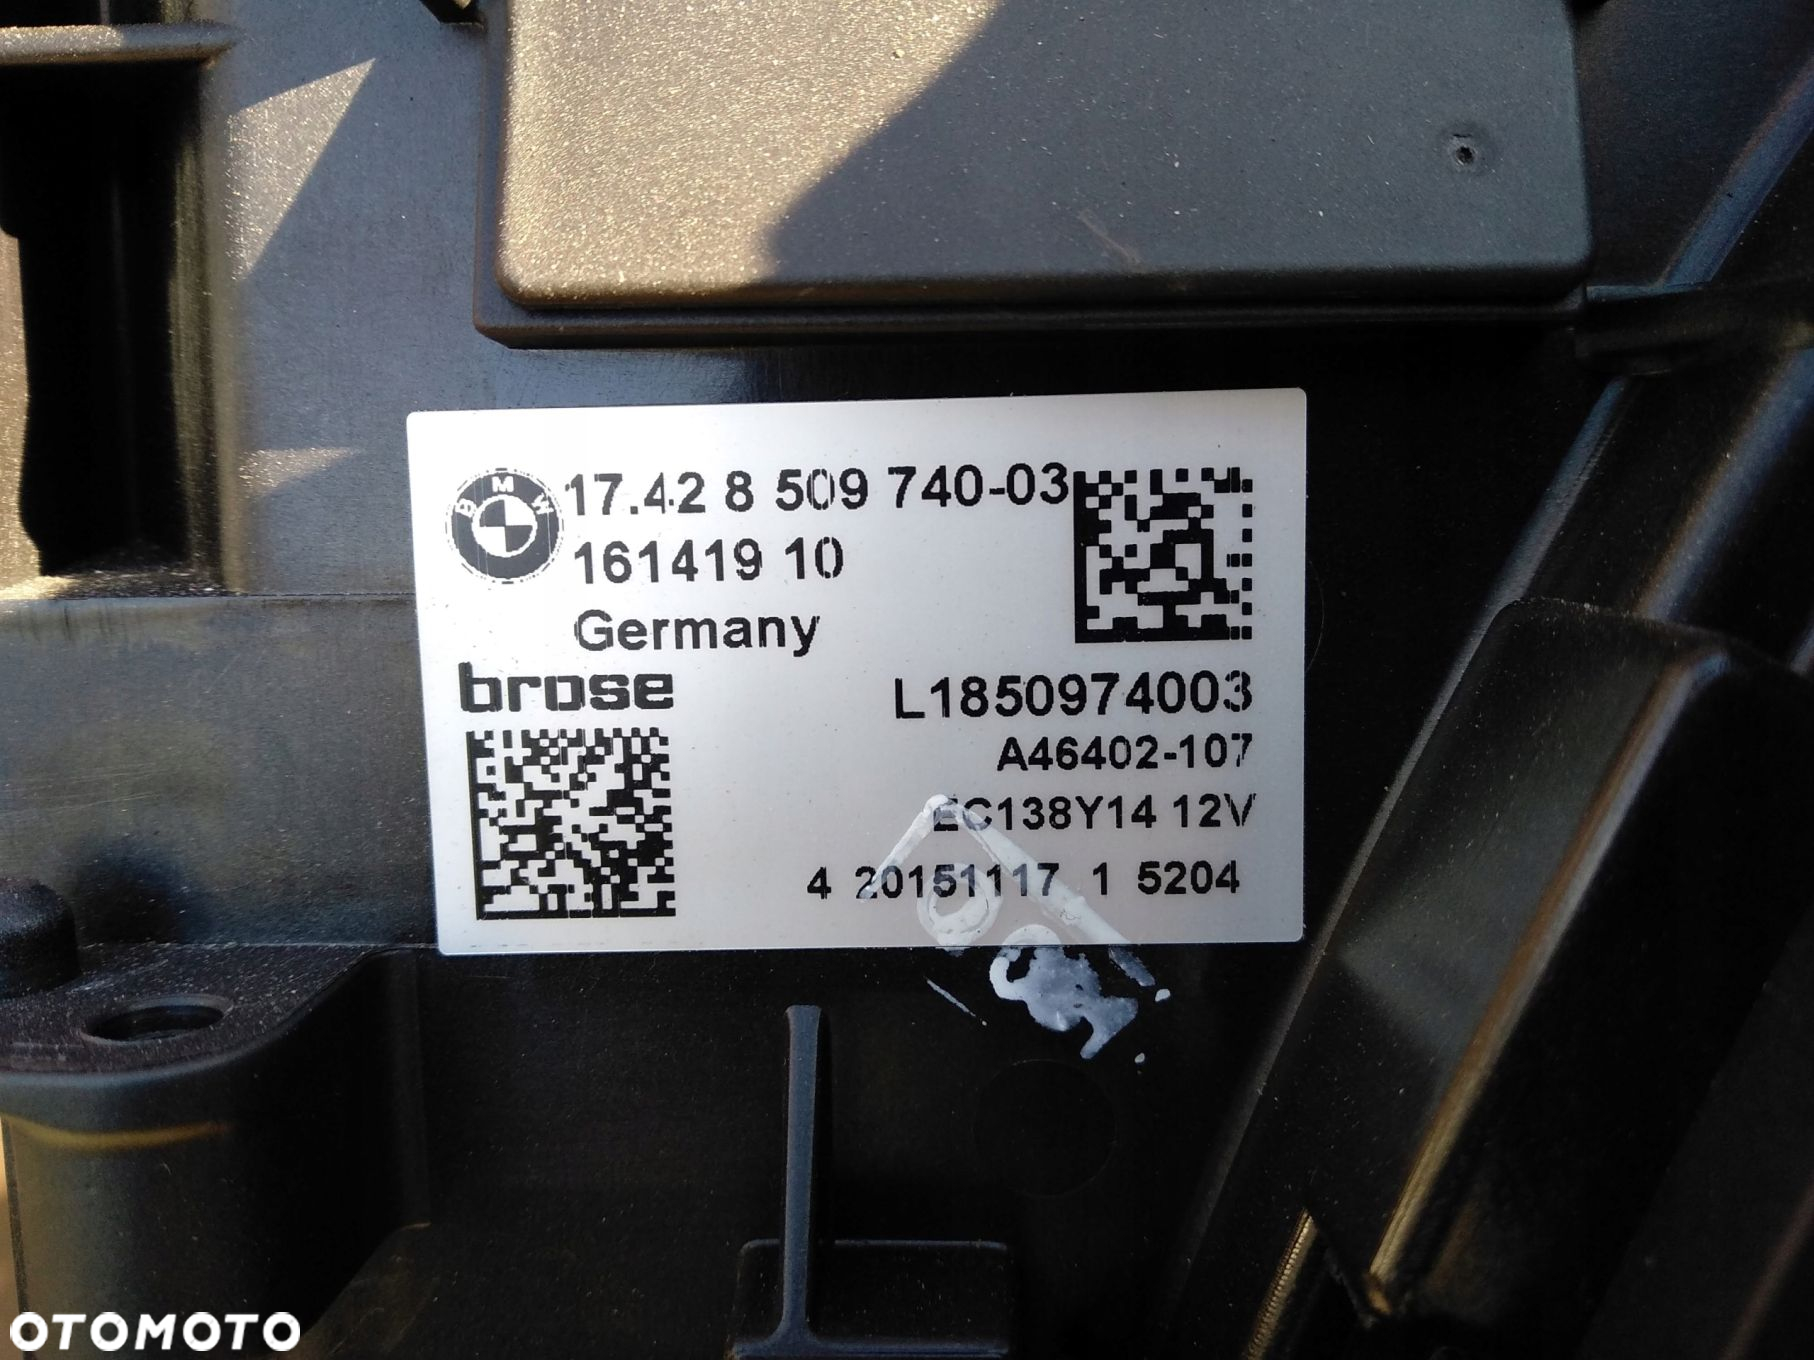 BMW
17.42 8 509 740-03
161419 10
Germany
brose
L1850974003
A46402-107
EC138Y14 12V
4 20151117 1 5204
OTOMOTO